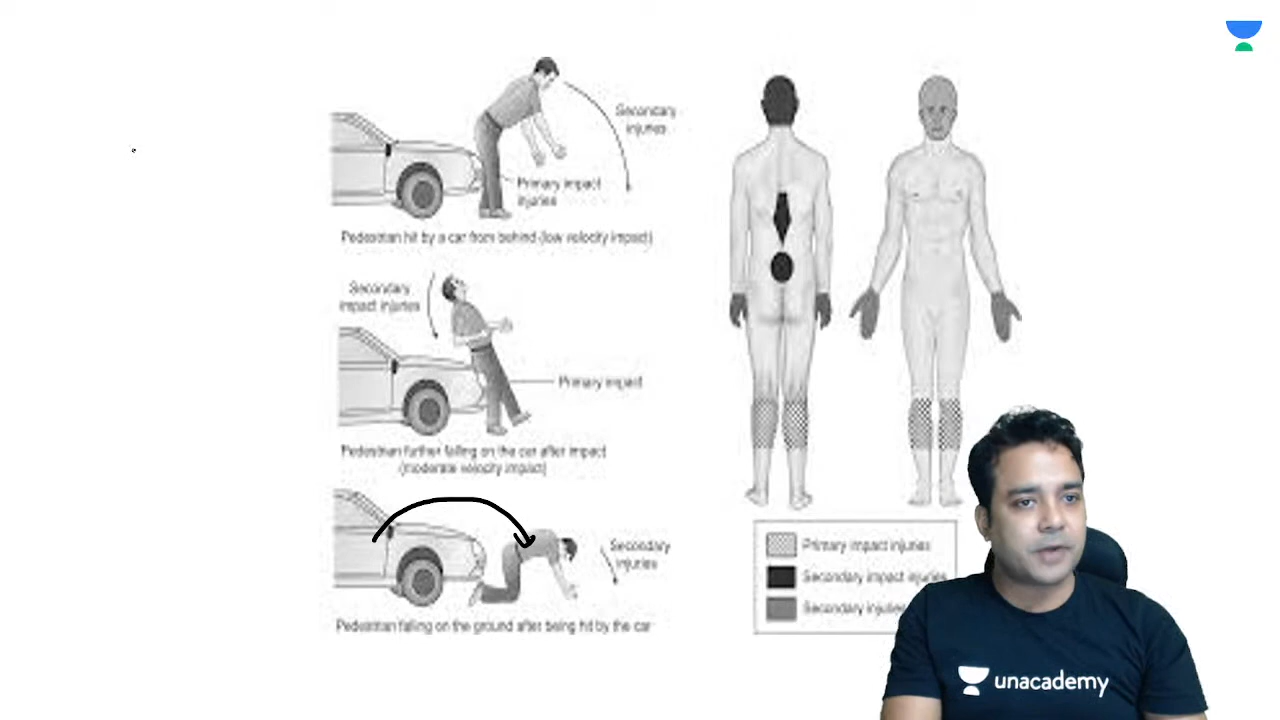 Secondary
injuries
Primary impact
injuries
Pedestrian hit by a car from behind (low velocity impact)
Secondary
impact injuries
Primary impact
Pedestrian further falling on the car after impact
(moderate velocity impact)
Secondary
injuries
Pedestrian falling on the ground after being hit by the car
Primary impact injuries
Secondary impact injuries
Secondary injuries
unacademy